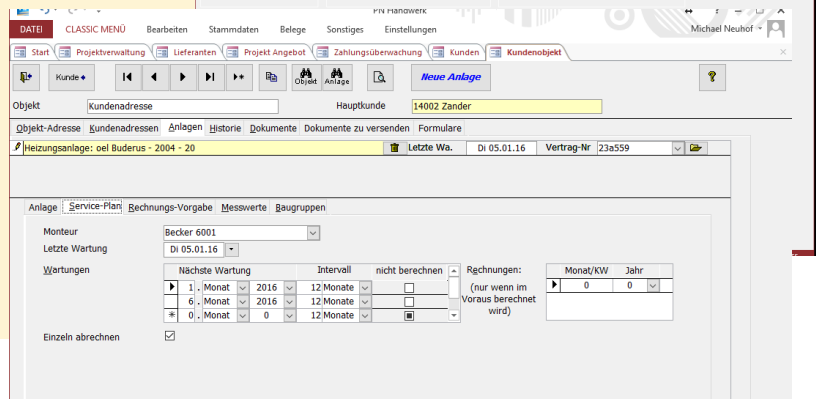 PN Handwerk
DATEI CLASSIC MENÜ Bearbeiten Stammdaten Belege Sonstiges Einstellungen Michael Neuhof
Start Projektverwaltung Lieferanten Projekt Angebot Zahlungsüberwachung Kunden Kundenobjekt
Kunde Objekt Anlage Neue Anlage
Objekt Kundenadresse Hauptkunde 14002 Zander
Objekt-Adresse Kundenadressen Anlagen Historie Dokumente Dokumente zu versenden Formulare
Heizungsanlage: oel Buderus - 2004 - 20 Letzte Wa. Di 05.01.16 Vertrag-Nr 23a559
Anlage Service-Plan Rechnungs-Vorgabe Messwerte Baugruppen
Monteur Becker 6001
Letzte Wartung Di 05.01.16
Wartungen Nächste Wartung Intervall nicht berechnen Rechnungen: Monat/KW Jahr
1 . Monat 2016 12 Monate (nur wenn im 0 0
6 . Monat 2016 12 Monate Voraus berechnet
0 . Monat 0 12 Monate wird)
Einzeln abrechnen